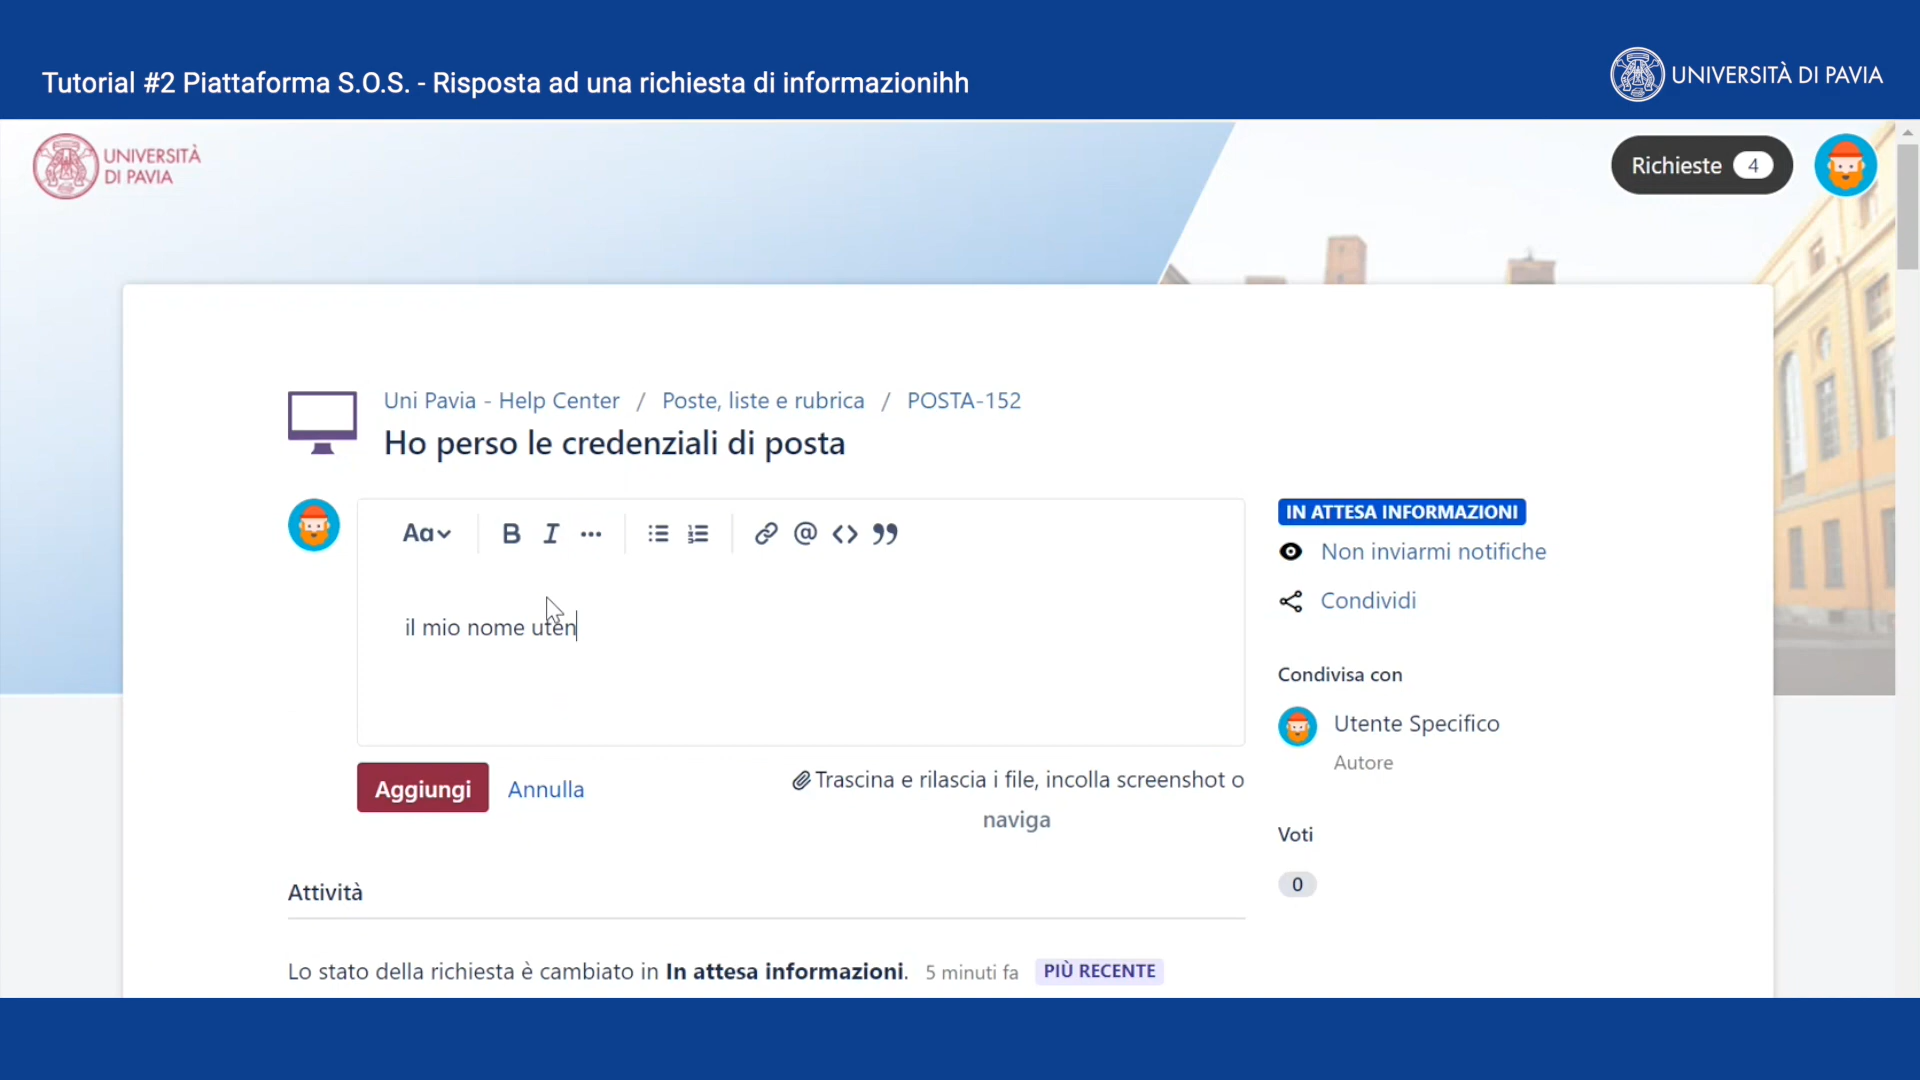 Tutorial #2 Piattaforma S.O.S. - Risposta ad una richiesta di informazionihh
UNIVERSITÀ DI PAVIA
UNIVERSITÀ
DI PAVIA
Richieste 4
Uni Pavia - Help Center / Poste, liste e rubrica / POSTA-152
Ho perso le credenziali di posta
Aa B I ... @ <> ”
il mio nome uten
Aggiungi Annulla
Trascina e rilascia i file, incolla screenshot o
naviga
IN ATTESA INFORMAZIONI
Non inviarmi notifiche
Condividi
Condivisa con
Utente Specifico
Autore
Voti
0
Attività
Lo stato della richiesta è cambiato in In attesa informazioni. 5 minuti fa PIÙ RECENTE